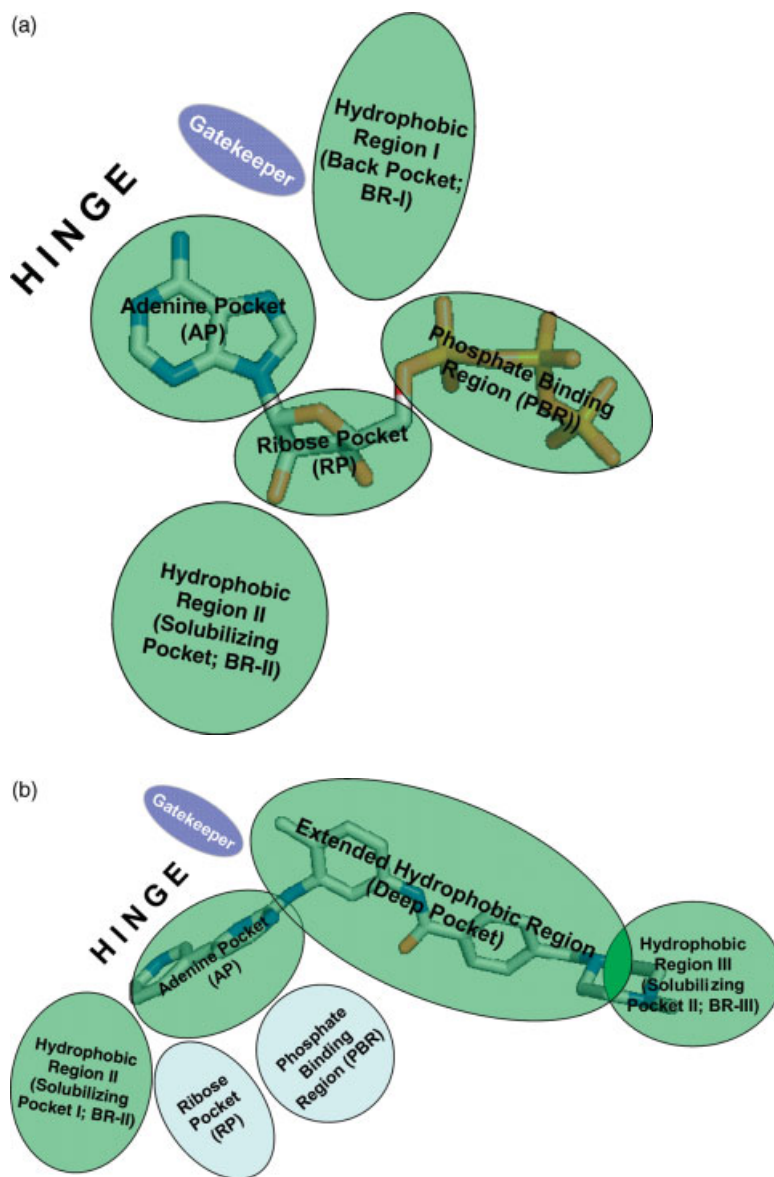 (a)
Hydrophobic
Region I
(Back Pocket;
BR-I)
Gatekeeper
HINGE
Adenine Pocket
(AP)
Phosphate Binding
Region (PBR))
Ribose Pocket
(RP)
Hydrophobic
Region II
(Solubilizing
Pocket; BR-II)
(b)
Gatekeeper
HINGE
Extended Hydrophobic Region
(Deep Pocket)
Adenine Pocket
(AP)
Hydrophobic
Region III
(Solubilizing
Pocket II; BR-III)
Hydrophobic
Region II
(Solubilizing
Pocket I; BR-II)
Ribose
Pocket
(RP)
Phosphate
Binding
Region (PBR)